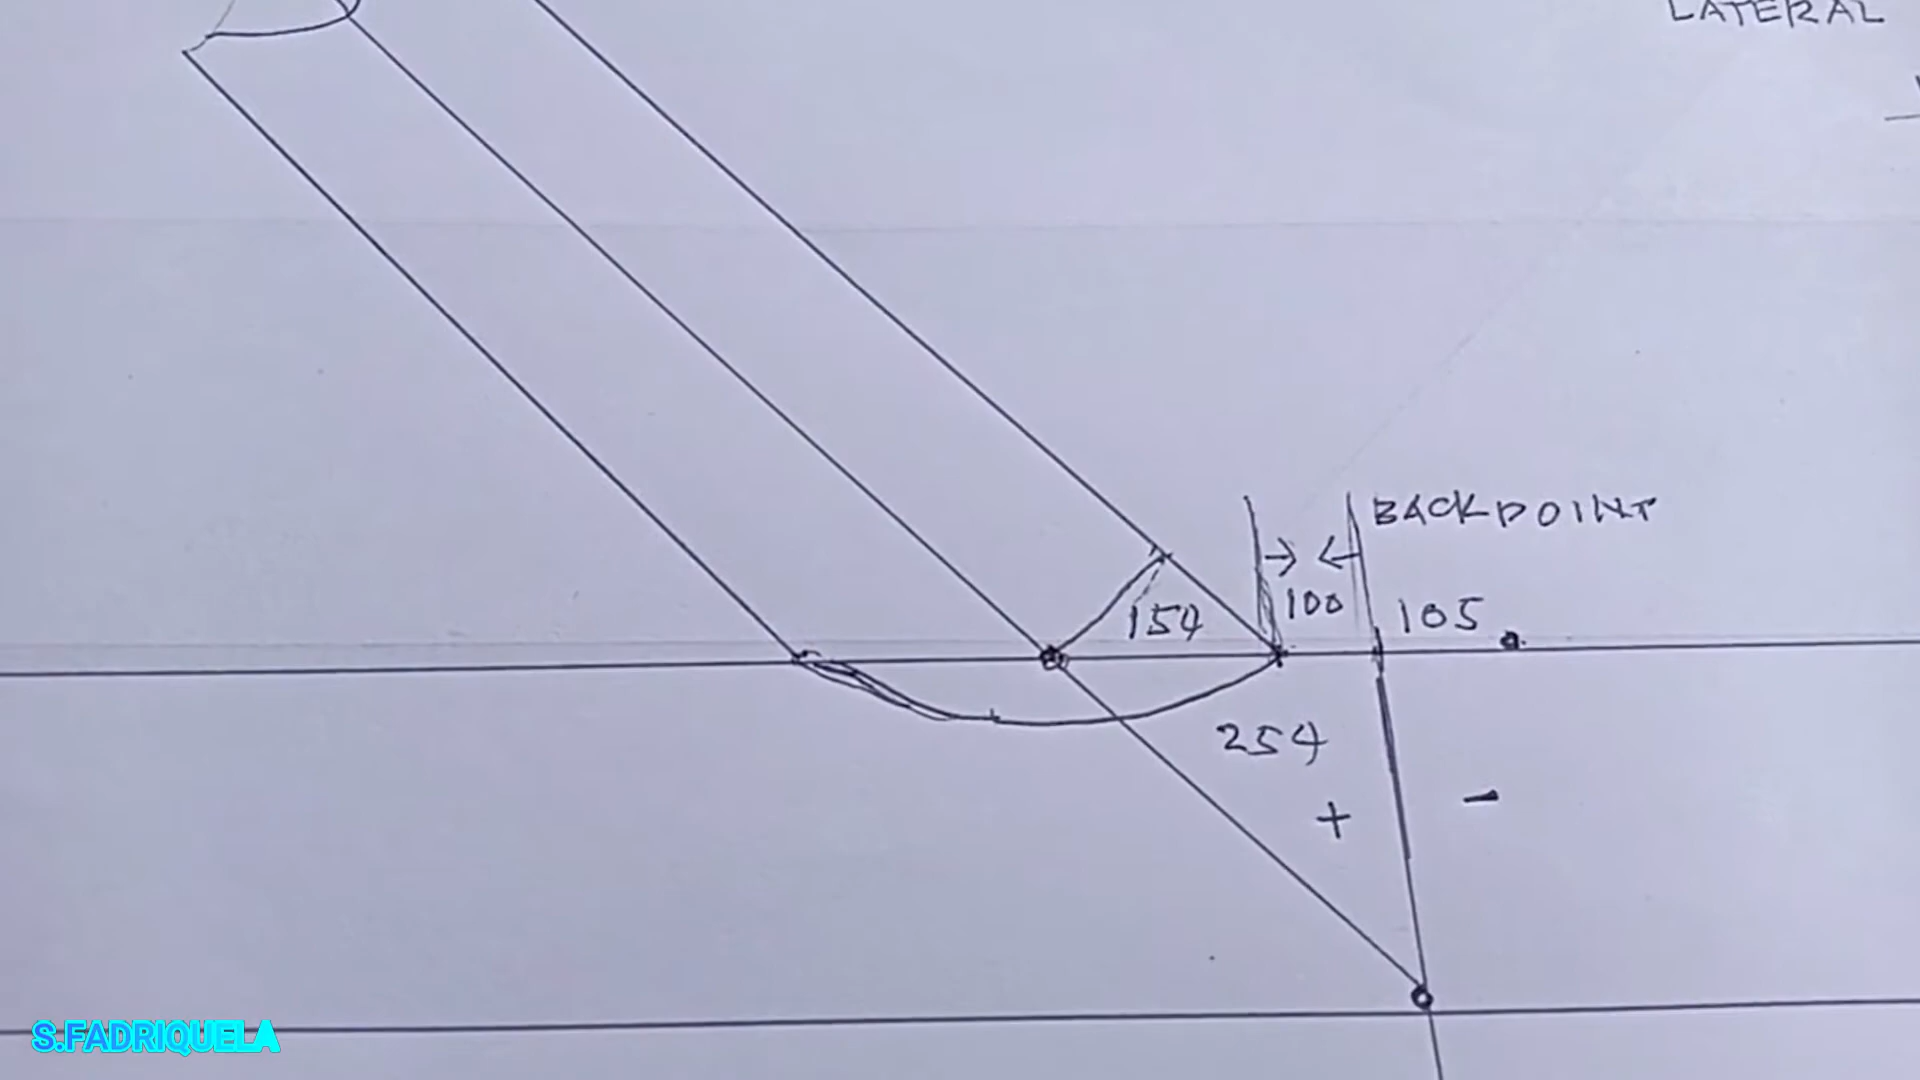 LATERAL
BACKPOINT
100
105
154
254
+
-
S.FADRIQUELA